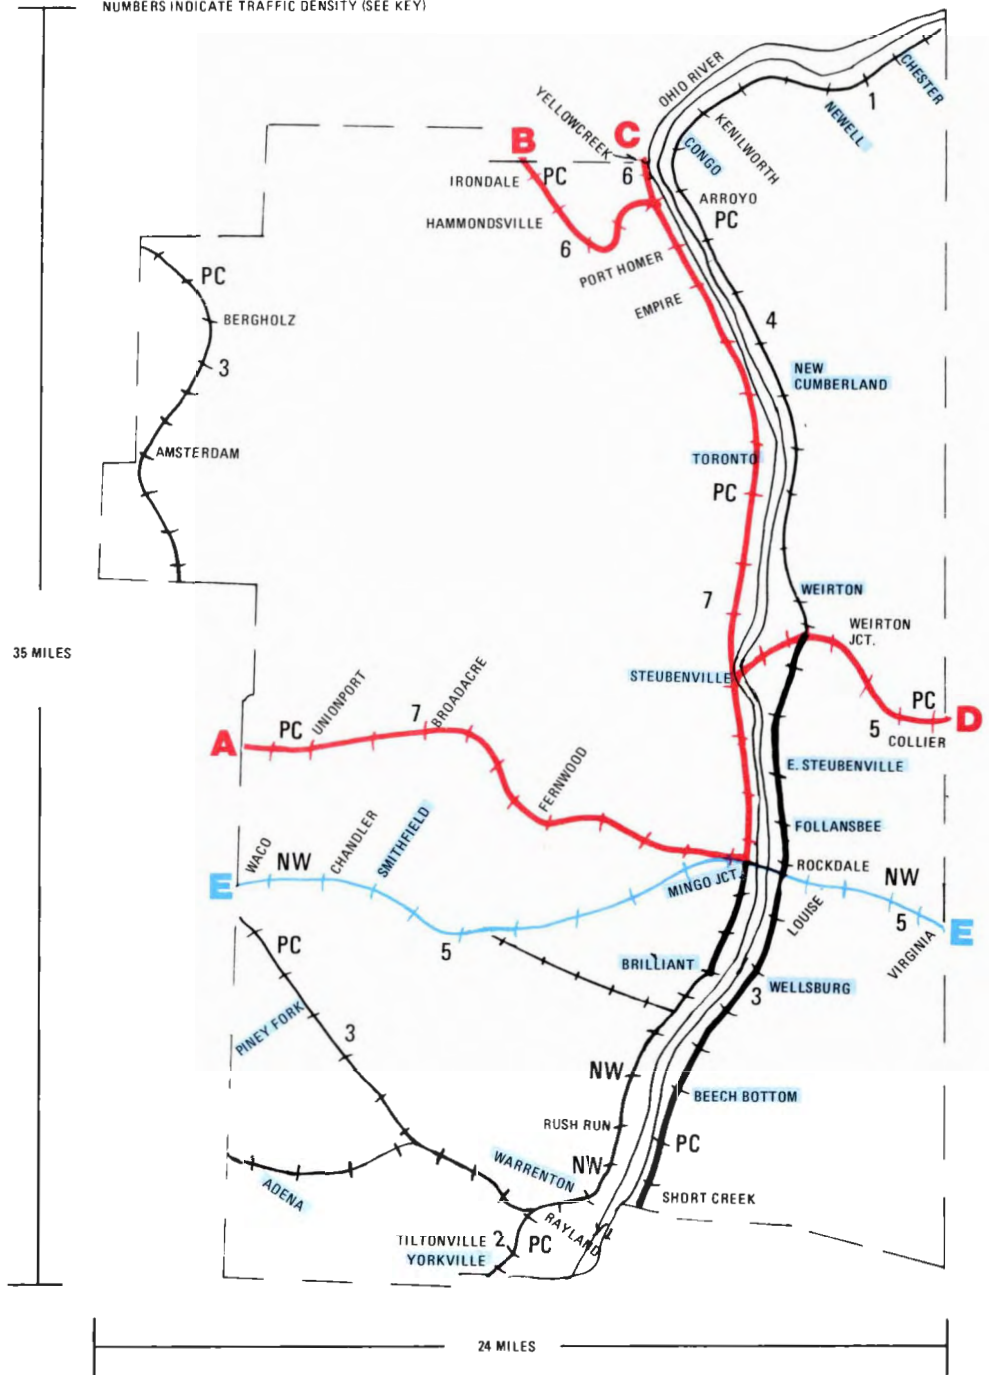 NUMBERS INDICATE TRAFFIC DENSITY (SEE KEY)
OHIO RIVER
CHESTER
1
NEWELL
KENILWORTH
CONGO
YELLOWCREEK
B
C
IRONDALE
PC
6
ARROYO
PC
HAMMONDSVILLE
6
PORT HOMER
EMPIRE
PC
BERGHOLZ
3
AMSTERDAM
4
NEW
CUMBERLAND
TORONTO
PC
7
WEIRTON
WEIRTON
JCT.
35 MILES
STEUBENVILLE
PC
D
5
COLLIER
A
PC
UNIONPORT
7
BROADACRE
FERNWOOD
E. STEUBENVILLE
FOLLANSBEE
ROCKDALE
WACO
NW
CHANDLER
SMITHFIELD
E
MINGO JCT.
LOUISE
NW
5
VIRGINIA
E
5
PC
BRILLIANT
WELLSBURG
3
PINEY FORK
3
NW
BEECH BOTTOM
RUSH RUN
PC
WARRENTON
NW
ADENA
SHORT CREEK
RAYLAND
1
TILTONVILLE
2
PC
YORKVILLE
24 MILES